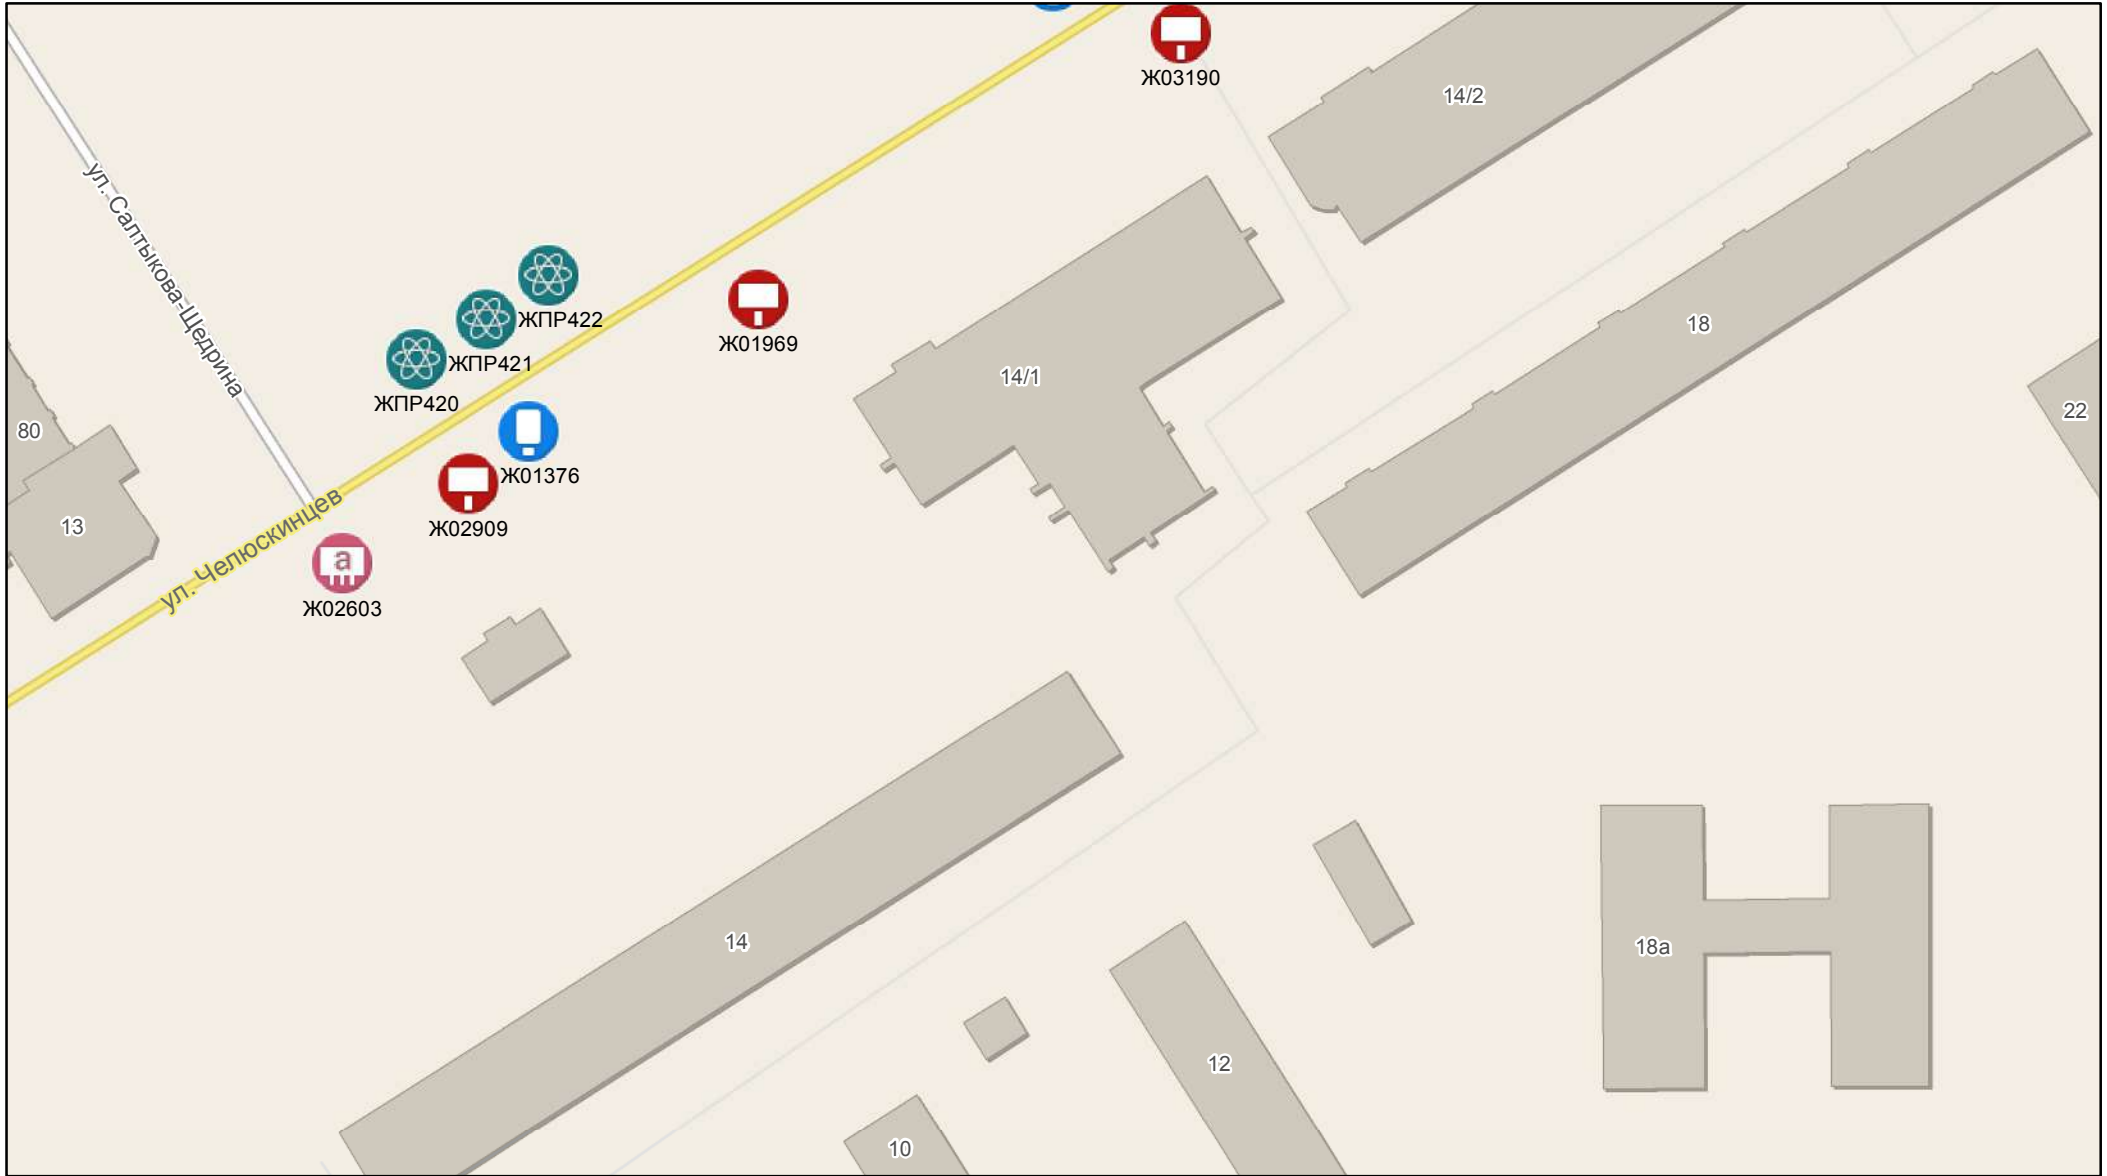 Ж03190
14/2
ул. Салтыкова-Щедрина
ЖПР422
18
Ж01969
ЖПР421
14/1
ЖПР420
22
80
Ж01376
ул. Челюскинцев
13
Ж02909
а
Ж02603
14
18а
12
10